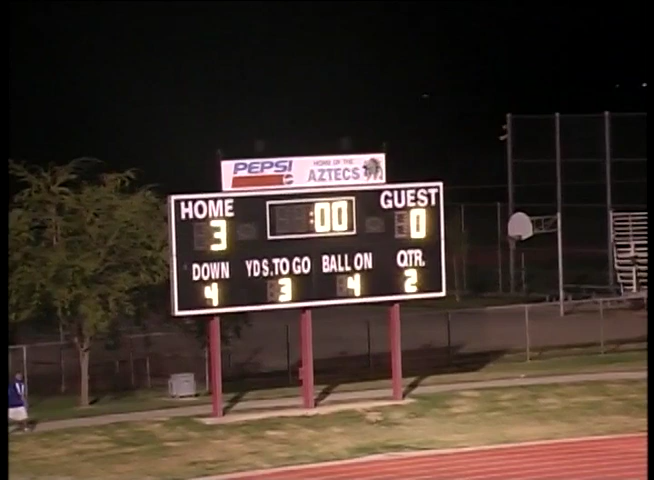 PEPSI
HOME OF THE
AZTECS
HOME :00 GUEST
3 0
DOWN YDS.TO GO BALL ON QTR.
4 3 4 2